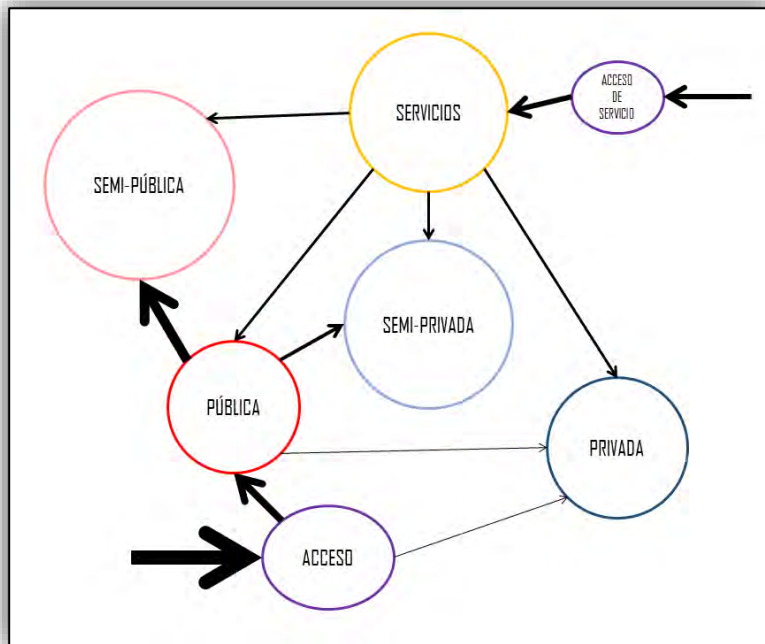 SERVICIOS
ACCESO
DE
SERVICIO
SEMI-PÚBLICA
SEMI-PRIVADA
PÚBLICA
PRIVADA
ACCESO